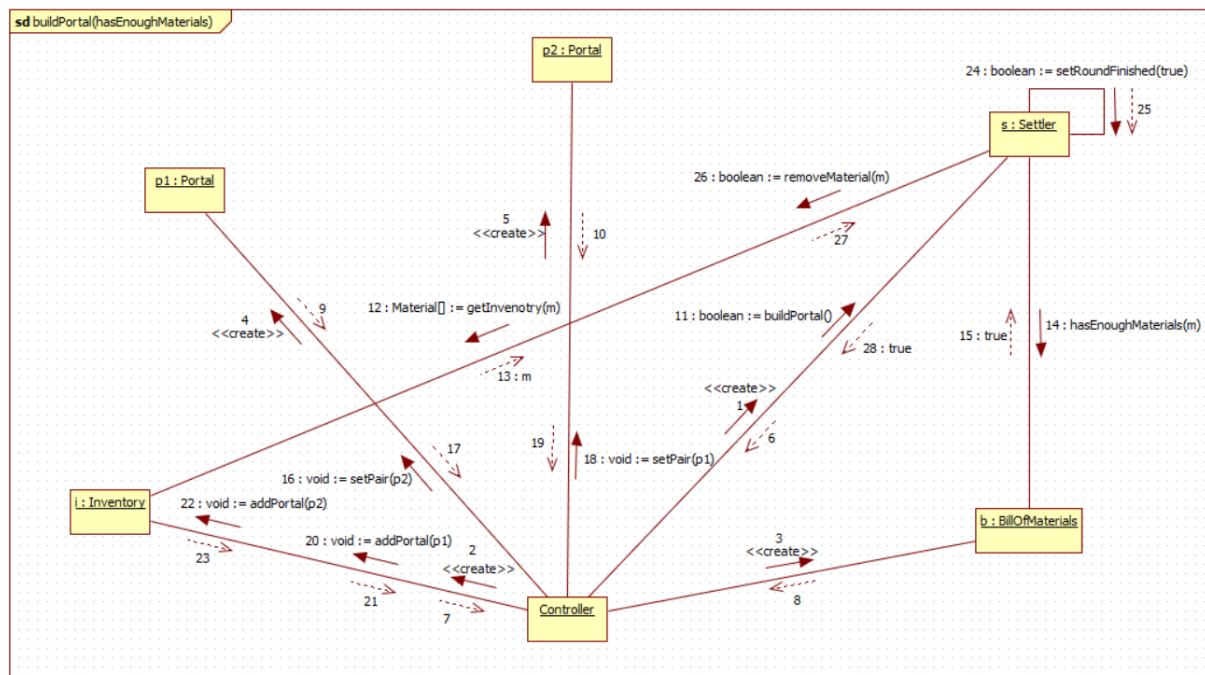 sd buildPortal(hasEnoughMaterials)
p2 : Portal
24 : boolean := setRoundFinished(true)
25
s : Settler
p1 : Portal
26 : boolean := removeMaterial(m)
5
<<create>>
10
27
9
4
<<create>>
12 : Material[] := getInvenotry(m)
11 : boolean := buildPortal()
14 : hasEnoughMaterials(m)
15 : true
28 : true
13 : m
<<create>>
1
6
17
19
18 : void := setPair(p1)
16 : void := setPair(p2)
i : Inventory
22 : void := addPortal(p2)
b : BillOfMaterials
20 : void := addPortal(p1)
23
2
<<create>>
3
<<create>>
21
7
8
Controller